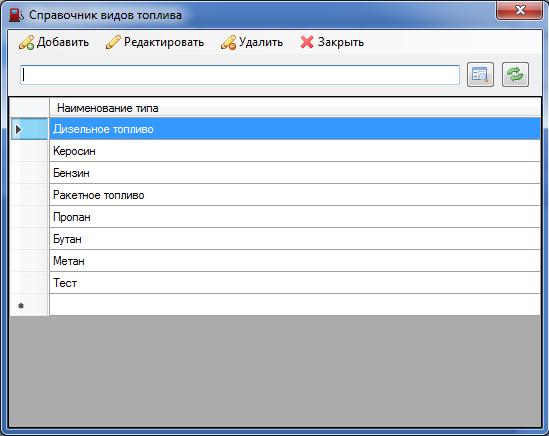 Справочник видов топлива
Добавить Редактировать Удалить Закрыть
Наименование типа
Дизельное топливо
Керосин
Бензин
Ракетное топливо
Пропан
Бутан
Метан
Тест